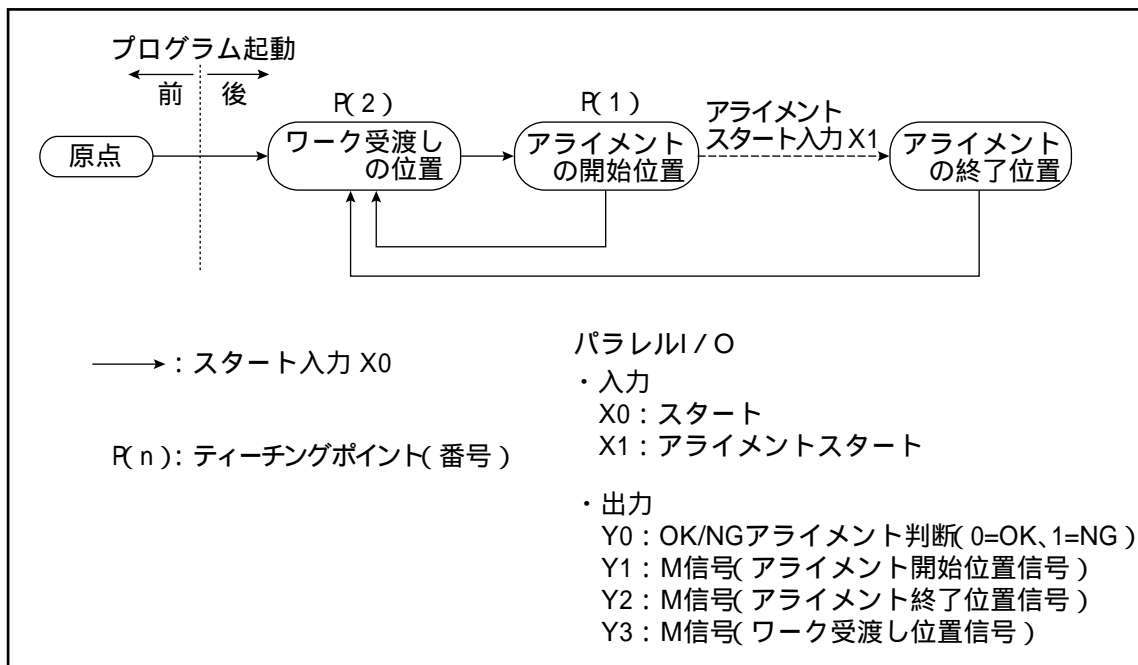 プログラム起動
前 後
P(2)
P(1)
アライメント
スタート入力 X1
原点
ワーク受渡し
の位置
アライメント
の開始位置
アライメント
の終了位置
:スタート入力 X0
P(n):ティーチングポイント(番号)
パラレルI/O
・入力
X0:スタート
X1:アライメントスタート
・出力
Y0:OK/NGアライメント判断(0=OK、1=NG)
Y1:M信号(アライメント開始位置信号)
Y2:M信号(アライメント終了位置信号)
Y3:M信号(ワーク受渡し位置信号)